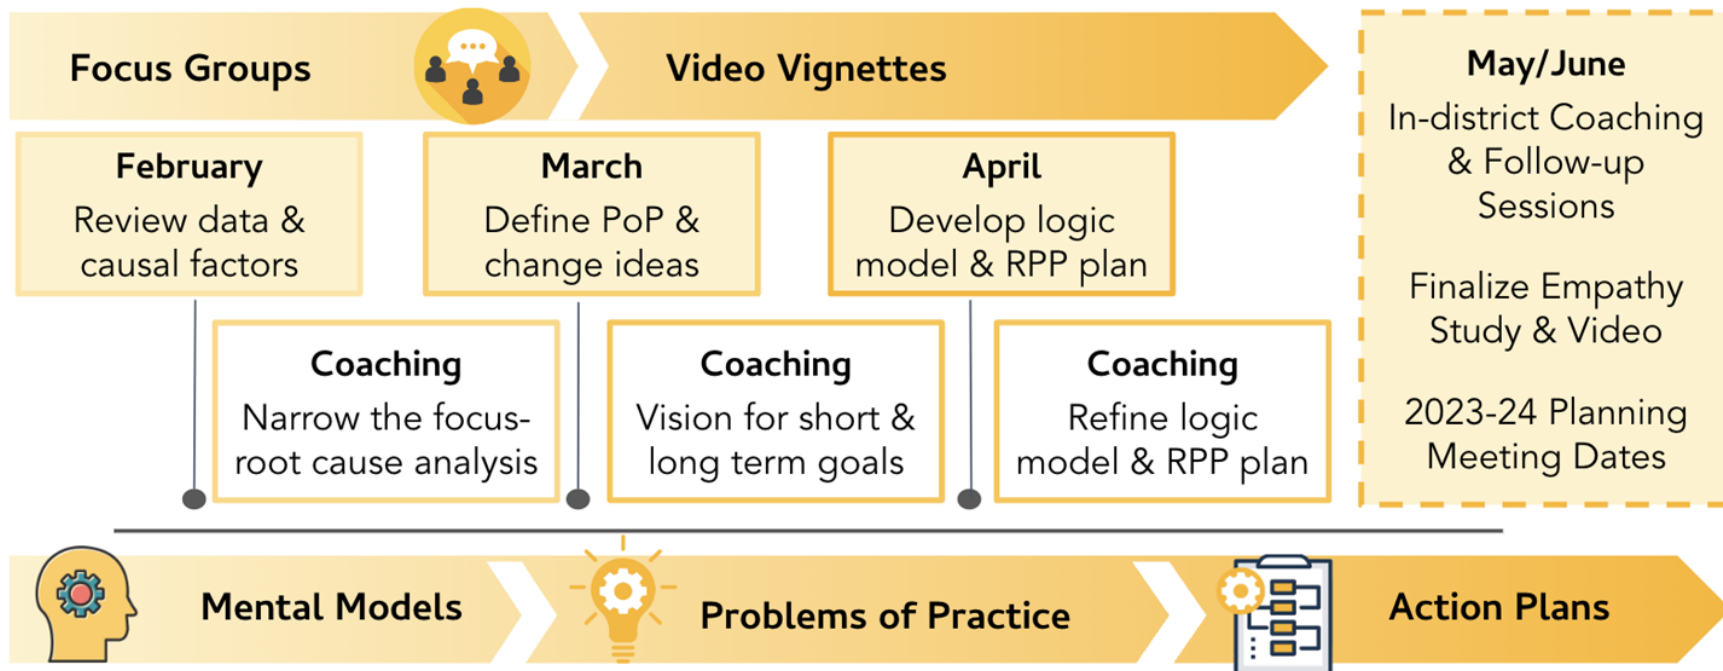 Focus Groups
Video Vignettes
February
Review data &
causal factors
March
Define PoP &
change ideas
April
Develop logic
model & RPP plan
Coaching
Narrow the focus-
root cause analysis
Coaching
Vision for short &
long term goals
Coaching
Refine logic
model & RPP plan
May/June
In-district Coaching
& Follow-up
Sessions
Finalize Empathy
Study & Video
2023-24 Planning
Meeting Dates
Mental Models
Problems of Practice
Action Plans